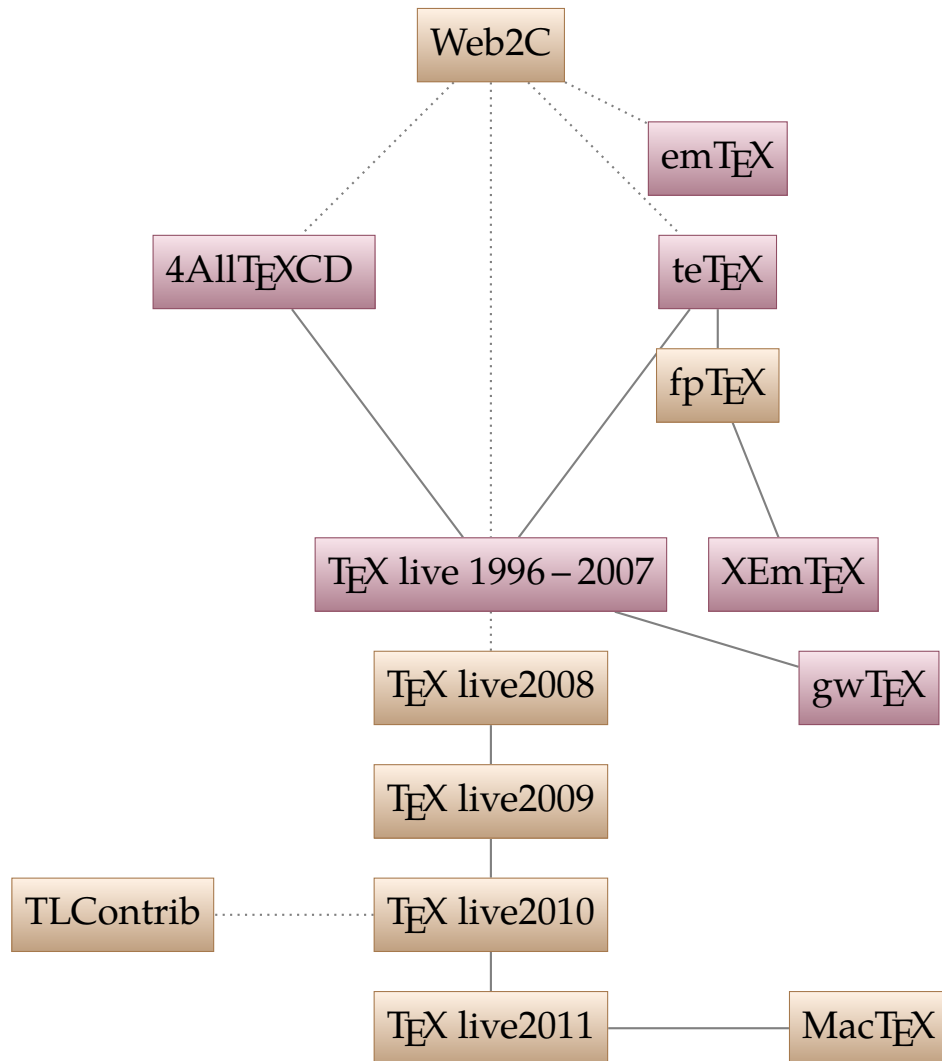 Web2C
emTEX
4AllTEXCD
teTEX
fpTEX
TEX live 1996 – 2007
XEmTEX
TEX live2008
gwTEX
TEX live2009
TLContrib
TEX live2010
TEX live2011
MacTEX